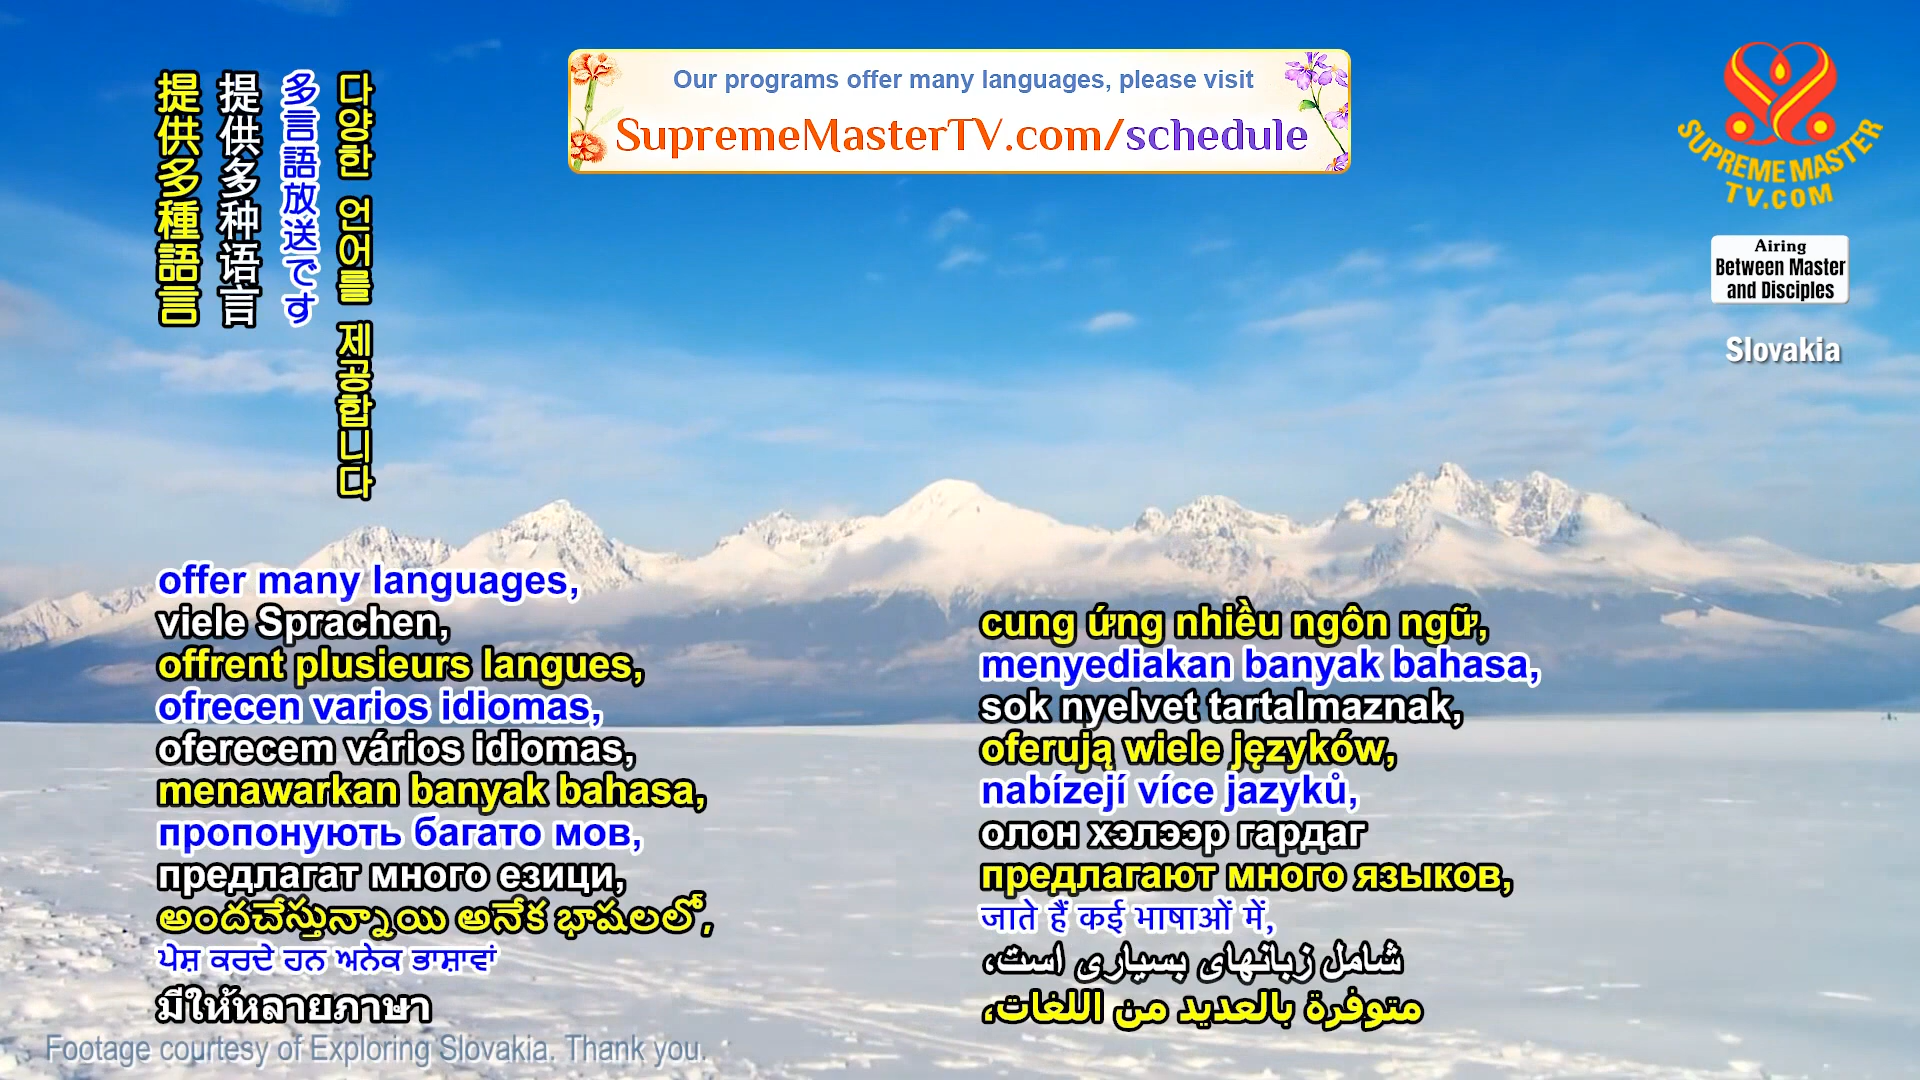 Our programs offer many languages, please visit
SupremeMasterTV.com/schedule
SUPREME MASTER
TV.COM
Airing
Between Master
and Disciples
Slovakia
提供多種語言
提供多种语言
多言語放送です
다양한 언어를 제공합니다
offer many languages,
viele Sprachen,
offrent plusieurs langues,
ofrecen varios idiomas,
oferecem vários idiomas,
menawarkan banyak bahasa,
пропонують багато мов,
предлагат много езици,
అందచేస్తున్నాయి అనేక భాషలలో,
ਪੇਸ਼ ਕਰਦੇ ਹਨ ਅਨੇਕ ਭਾਸ਼ਾਵਾਂ
มีให้หลายภาษา
cung ứng nhiều ngôn ngữ,
menyediakan banyak bahasa,
sok nyelvet tartalmaznak,
oferują wiele języków,
nabízejí více jazyků,
олон хэлээр гардаг
предлагают много языков,
जाते हैं कई भाषाओं में,
شامل زبانهای بسیاری است،
متوفرة بالعديد من اللغات،
Footage courtesy of Exploring Slovakia. Thank you.